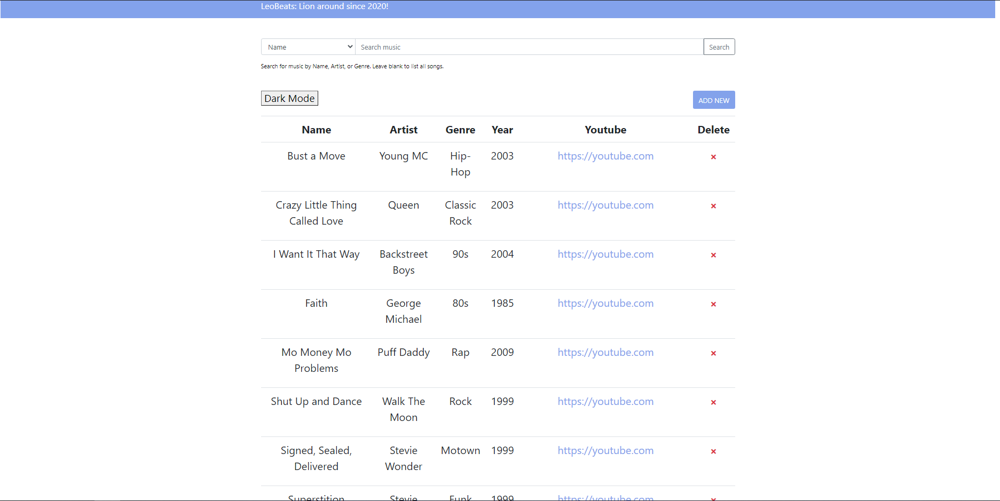 LeoBeats: Lion around since 2020!
Name Search music Search
Search for music by Name, Artist, or Genre. Leave blank to list all songs.
Dark Mode ADD NEW
Name Artist Genre Year Youtube Delete
Bust a Move Young MC Hip- 2003 https://youtube.com
Hop
Crazy Little Thing Queen Classic 2003 https://youtube.com
Called Love Rock
I Want It That Way Backstreet 90s 2004 https://youtube.com
Boys
Faith George 80s 1985 https://youtube.com
Michael
Mo Money Mo Puff Daddy Rap 2009 https://youtube.com
Problems
Shut Up and Dance Walk The Rock 1999 https://youtube.com
Moon
Signed, Sealed, Stevie Motown 1999 https://youtube.com
Delivered Wonder
Superstition Stevie Funk 1999 https://youtube.com